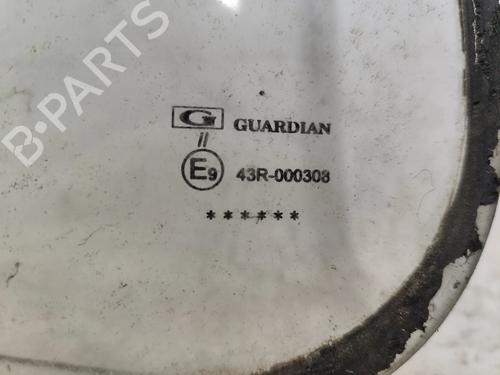 B-PARTS
G GUARDIAN
II
E9 43R-000308
******